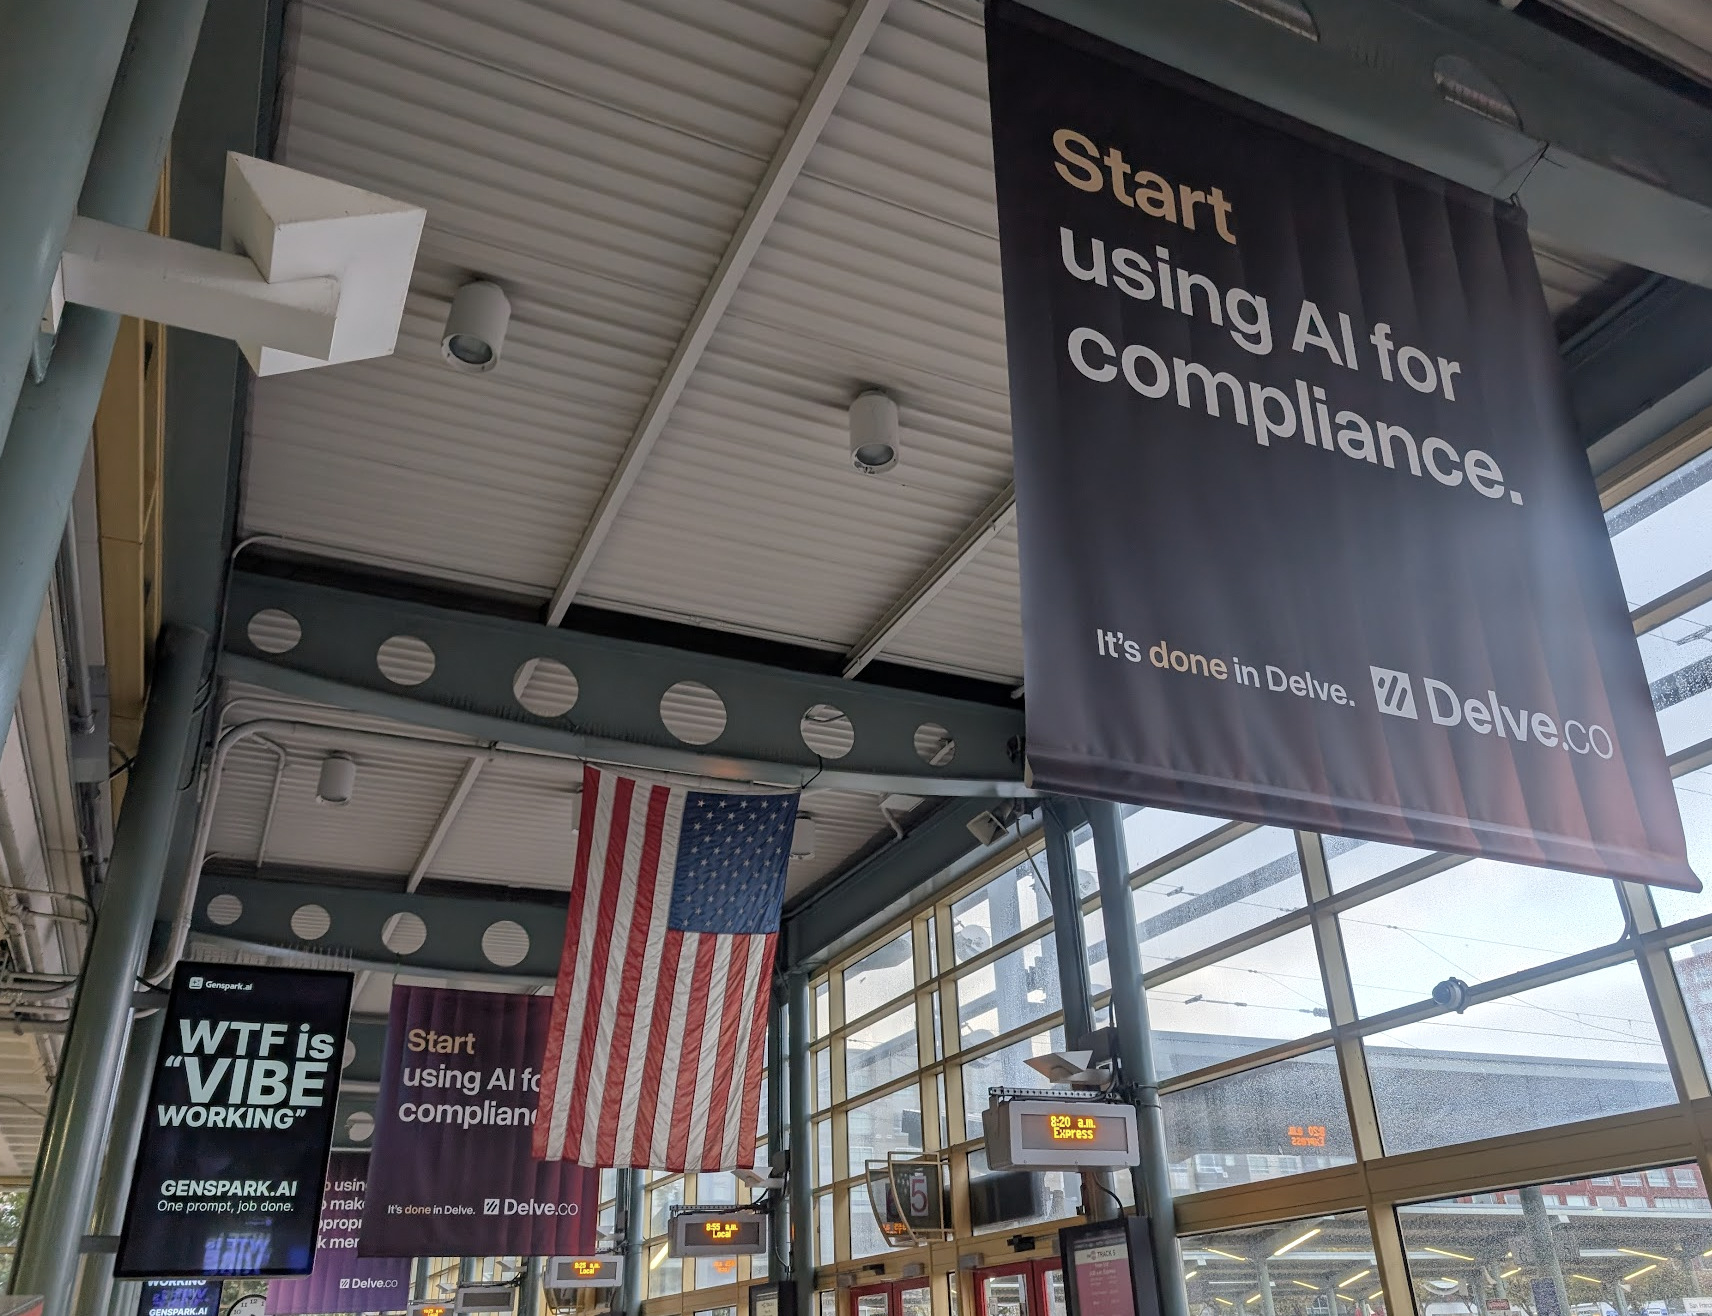 Start
using AI for
compliance.
It's done in Delve.
Delve.co
Genspark.ai
WTF is
"VIBE
WORKING"
GENSPARK.AI
One prompt, job done.
Start
using AI
It's done in Delve.
Delve.co
Delve.co
WORKING"
GENSPARK.AI
8:20 a.m.
Express
8:55 a.m.
Local
Local
5
TRACK 5